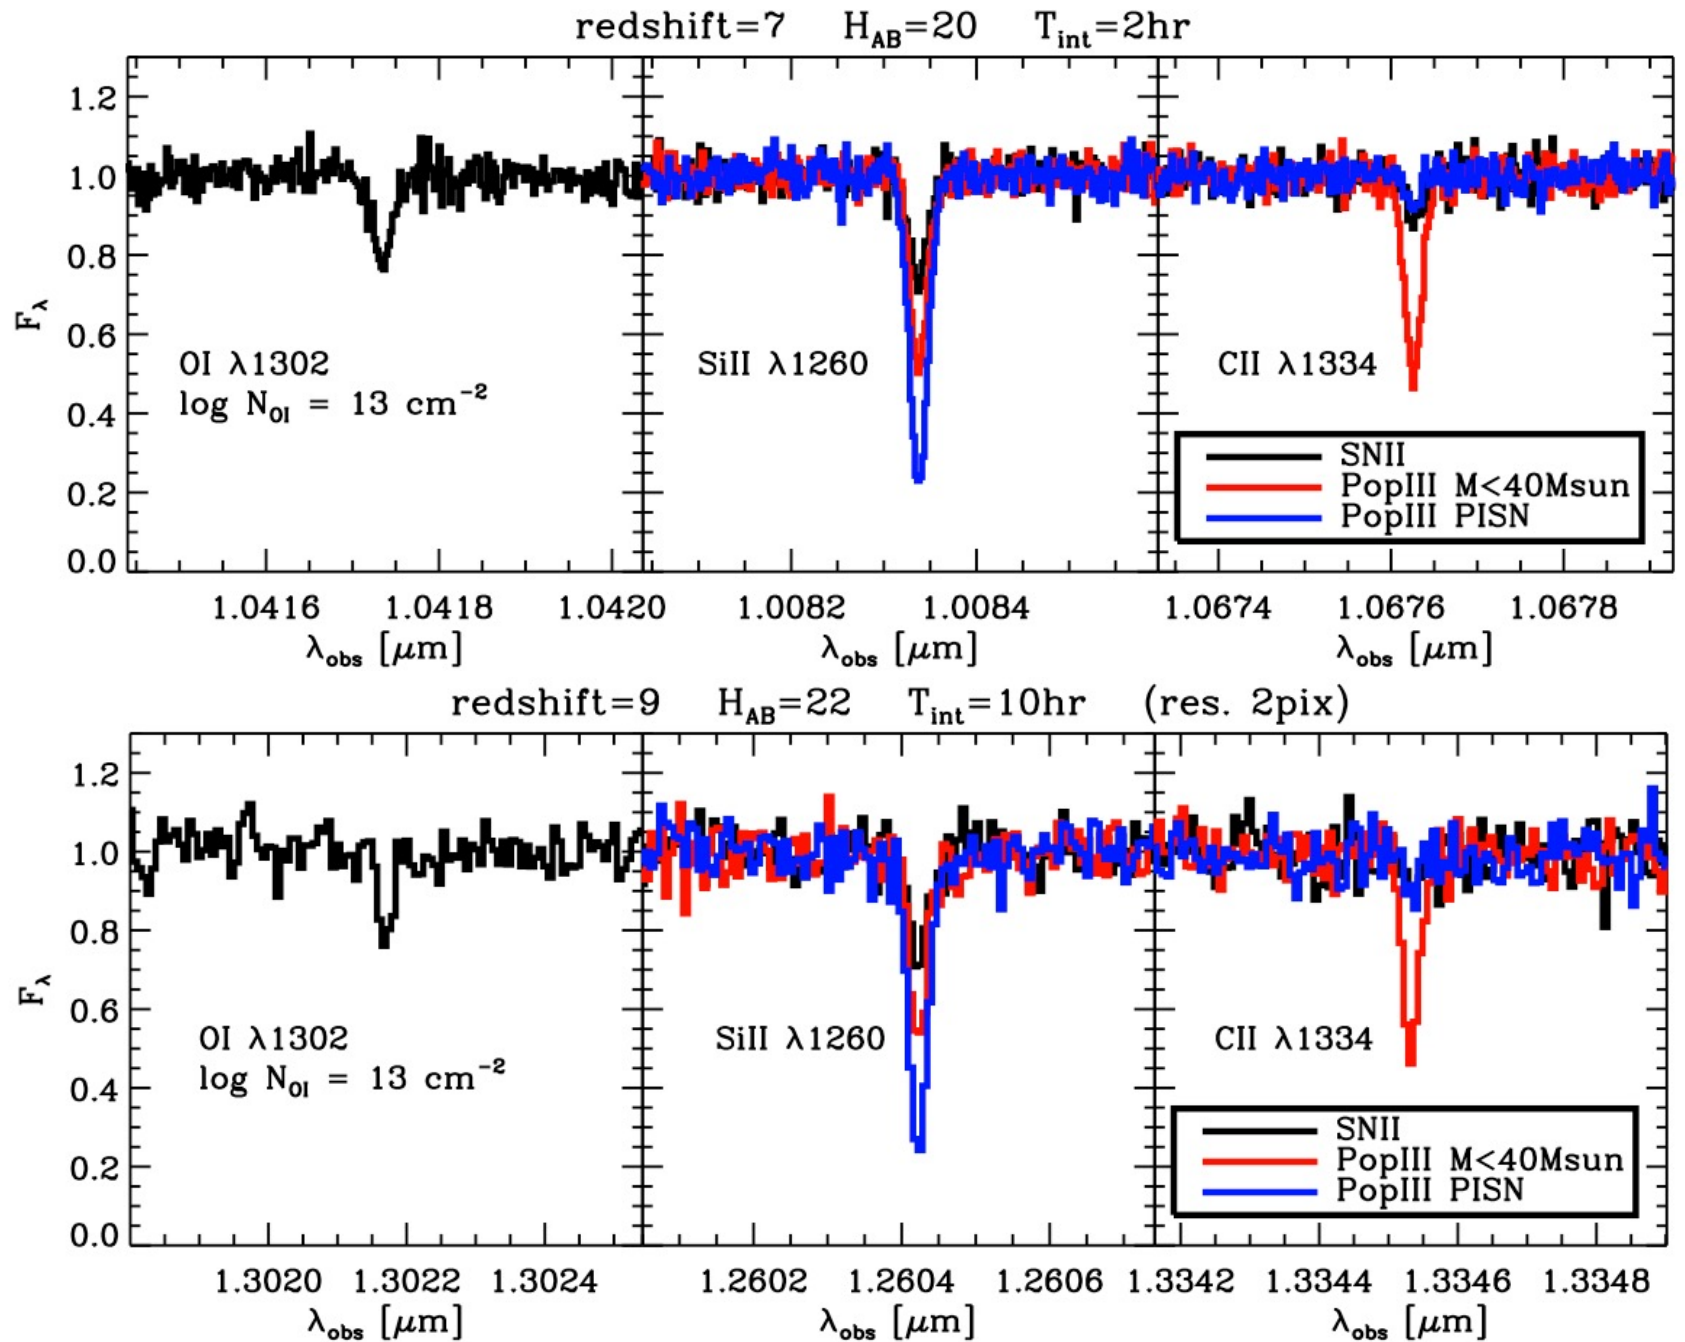 redshift=7 H_AB=20 T_int=2hr
1.2
1.0
0.8
0.6
0.4
0.2
0.0
F_λ
OI λ1302
log N_OI = 13 cm^-2
SiII λ1260
CII λ1334
SNII
PopIII M<40Msun
PopIII PISN
1.0416 1.0418 1.0420 1.0082 1.0084 1.0674 1.0676 1.0678
λ_obs [μm] λ_obs [μm] λ_obs [μm]
redshift=9 H_AB=22 T_int=10hr (res. 2pix)
1.2
1.0
0.8
0.6
0.4
0.2
0.0
F_λ
OI λ1302
log N_OI = 13 cm^-2
SiII λ1260
CII λ1334
SNII
PopIII M<40Msun
PopIII PISN
1.3020 1.3022 1.3024 1.2602 1.2604 1.2606 1.3342 1.3344 1.3346 1.3348
λ_obs [μm] λ_obs [μm] λ_obs [μm]